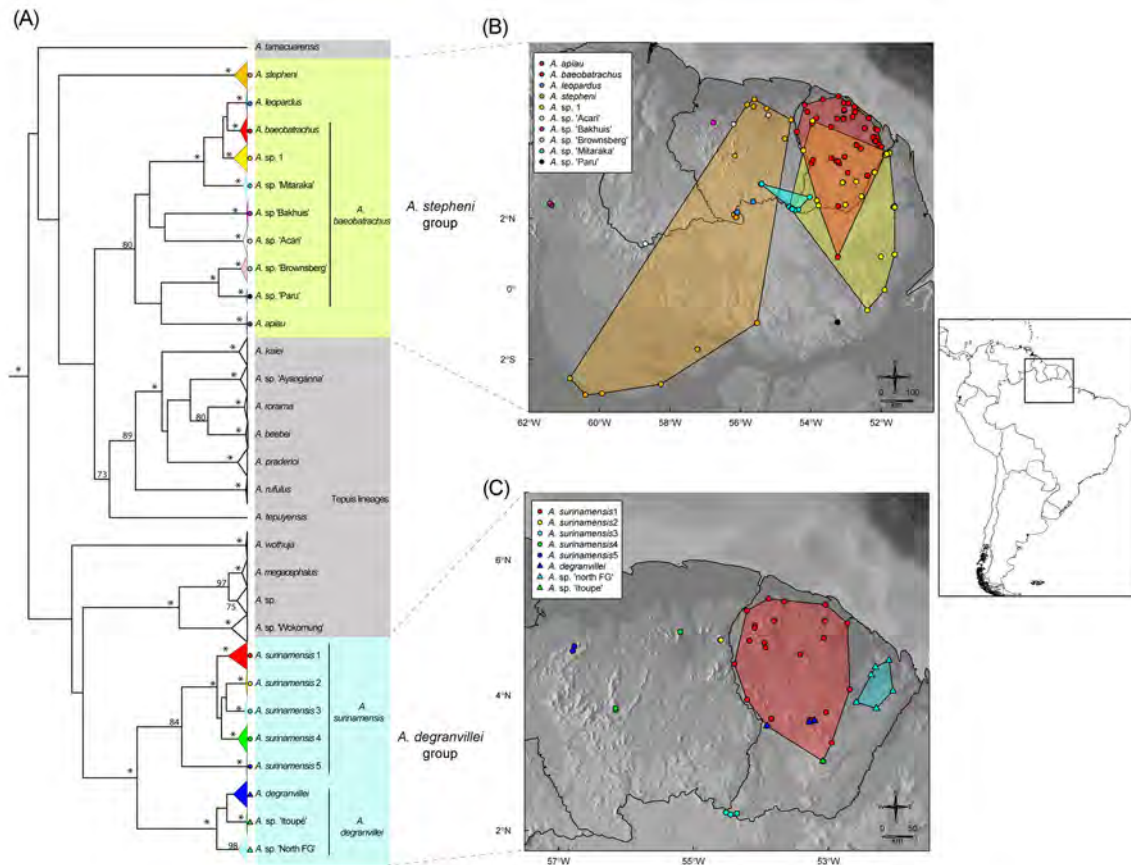 (A)
A. tamacuarensis
A. stepheni
A. leopardus
A. baeobatrachus
A. sp. 1
A. sp. 'Mitaraka'
A. sp 'Bakhuis'
A. sp. 'Acari'
A. sp. 'Brownsberg'
A. sp. 'Paru'
A. apiau
A. kaiei
A. sp. 'Ayanganna'
A. roraima
A. beebei
A. praderioi
A. rufulus
A. tepuyensis
A. wothuja
A. megacephalus
A. sp.
A. sp. 'Wokomung'
A. surinamensis 1
A. surinamensis 2
A. surinamensis 3
A. surinamensis 4
A. surinamensis 5
A. degranvillei
A. sp. 'Itoupé'
A. sp. 'North FG'
80
80
89
73
97
75
84
98
A.
baeobatrachus
Tepuis lineages
A.
surinamensis
A.
degranvillei
A. stepheni
group
A. degranvillei
group
(B)
A. apiau
A. baeobatrachus
A. leopardus
A. stepheni
A. sp. 1
A. sp. 'Acari'
A. sp. 'Bakhuis'
A. sp. 'Brownsberg'
A. sp. 'Mitaraka'
A. sp. 'Paru'
2°N
0°
2°S
62°W
60°W
58°W
56°W
54°W
52°W
0
100
km
(C)
A. surinamensis1
A. surinamensis2
A. surinamensis3
A. surinamensis4
A. surinamensis5
A. degranvillei
A. sp. 'north FG'
A. sp. 'Itoupe'
6°N
4°N
2°N
57°W
55°W
53°W
0
50
km